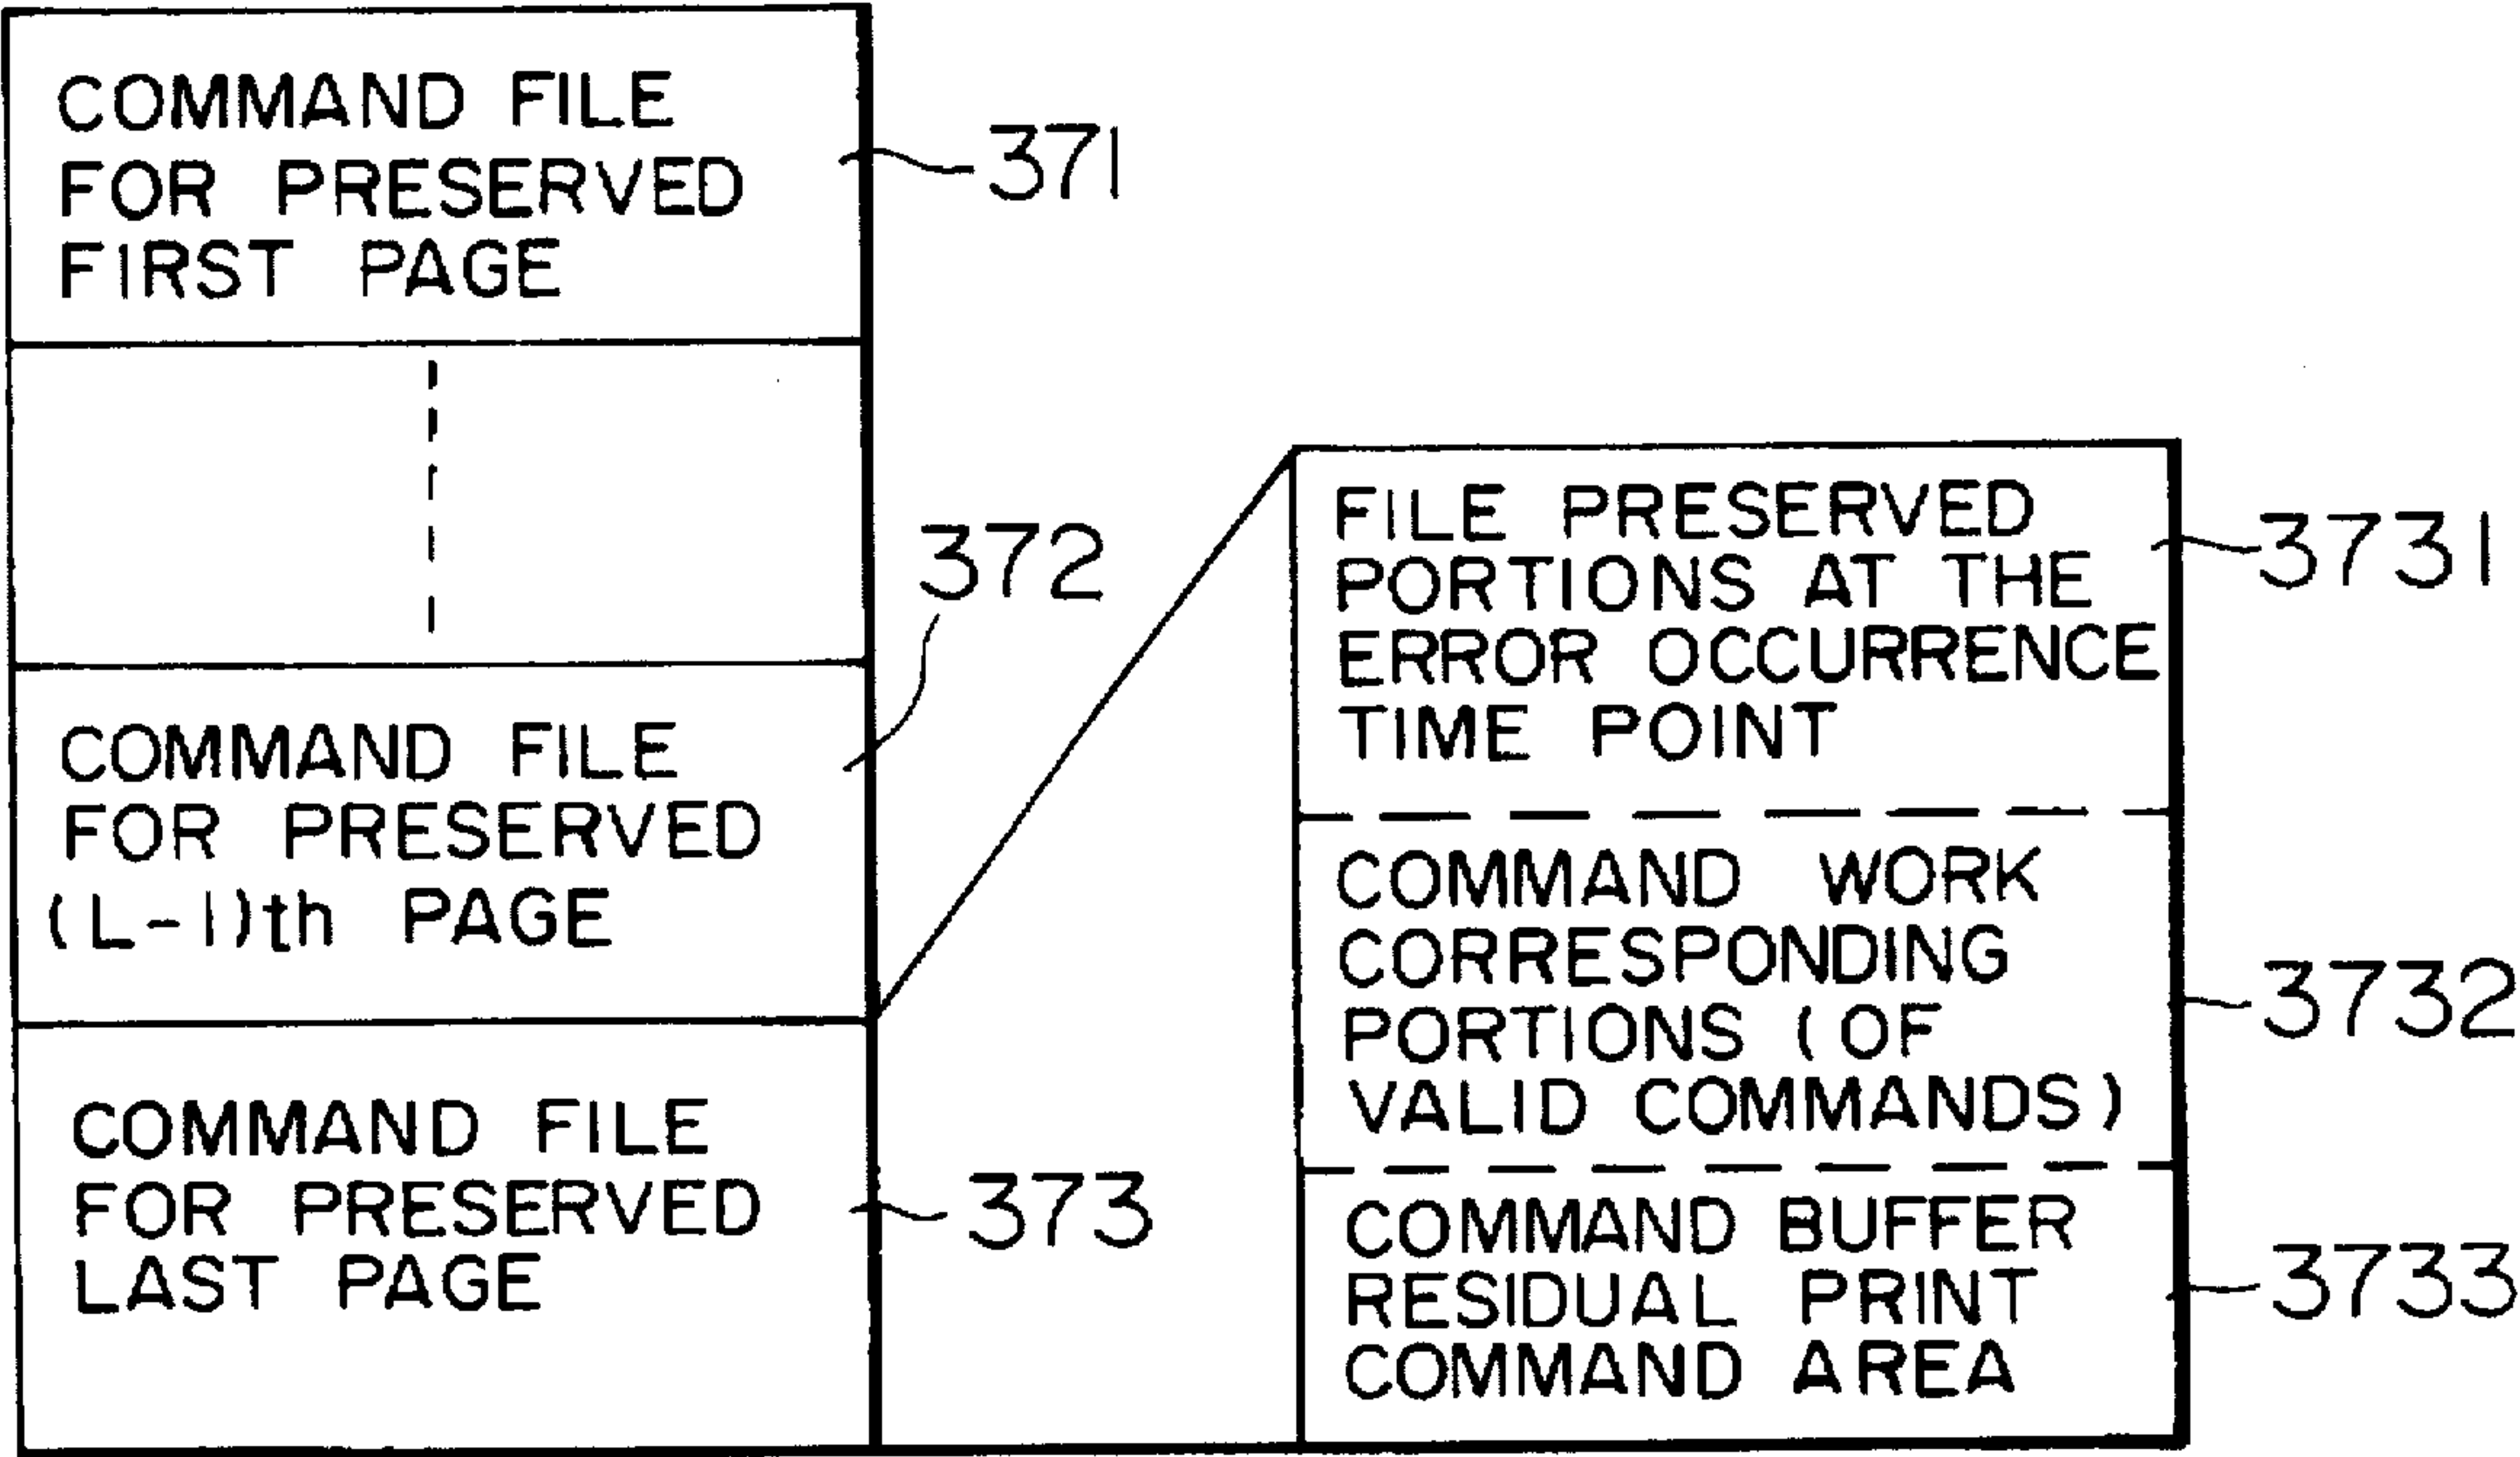 COMMAND FILE
FOR PRESERVED
FIRST PAGE
371
372
COMMAND FILE
FOR PRESERVED
(L-1)th PAGE
COMMAND FILE
FOR PRESERVED
LAST PAGE
373
FILE PRESERVED
PORTIONS AT THE
ERROR OCCURRENCE
TIME POINT
3731
COMMAND WORK
CORRESPONDING
PORTIONS (OF
VALID COMMANDS)
3732
COMMAND BUFFER
RESIDUAL PRINT
COMMAND AREA
3733